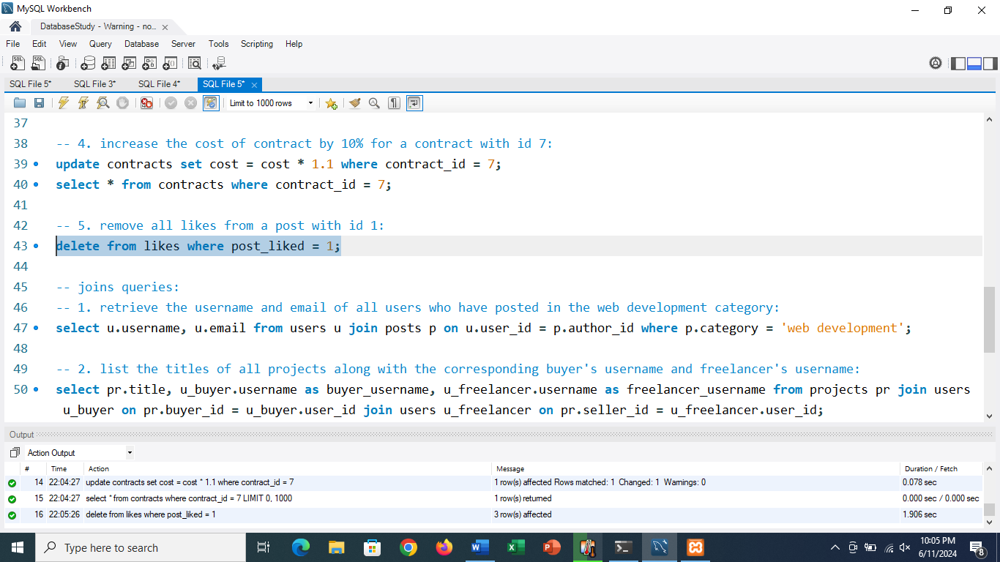 MySQL Workbench
DatabaseStudy - Warning - no...
File Edit View Query Database Server Tools Scripting Help
SQL File 5* SQL File 3* SQL File 4* SQL File 5*
Limit to 1000 rows
37
38 -- 4. increase the cost of contract by 10% for a contract with id 7:
39 update contracts set cost = cost * 1.1 where contract_id = 7;
40 select * from contracts where contract_id = 7;
41
42 -- 5. remove all likes from a post with id 1:
43 delete from likes where post_liked = 1;
44
45 -- joins queries:
46 -- 1. retrieve the username and email of all users who have posted in the web development category:
47 select u.username, u.email from users u join posts p on u.user_id = p.author_id where p.category = 'web development';
48
49 -- 2. list the titles of all projects along with the corresponding buyer's username and freelancer's username:
50 select pr.title, u_buyer.username as buyer_username, u_freelancer.username as freelancer_username from projects pr join users
u_buyer on pr.buyer_id = u_buyer.user_id join users u_freelancer on pr.seller_id = u_freelancer.user_id;
Output
Action Output
# Time Action Message Duration / Fetch
14 22:04:27 update contracts set cost = cost * 1.1 where contract_id = 7 1 row(s) affected Rows matched: 1 Changed: 1 Warnings: 0 0.078 sec
15 22:04:27 select * from contracts where contract_id = 7 LIMIT 0, 1000 1 row(s) returned 0.000 sec / 0.000 sec
16 22:05:26 delete from likes where post_liked = 1 3 row(s) affected 1.906 sec
Type here to search
10:05 PM
6/11/2024
8